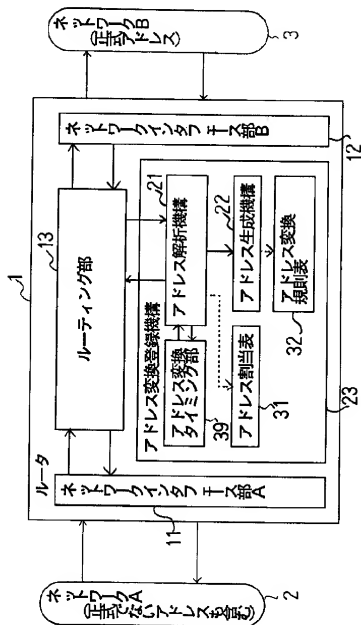 1
ルータ
ネットワークA
(正式でないアドレスも含む)
2
ネットワークインタフェース部A
11
ルーティング部
13
アドレス変換登録機構
アドレス変換
タイミング部
39
アドレス解析機構
21
アドレス割当表
31
アドレス生成機構
22
アドレス変換
規則表
32
23
ネットワークインタフェース部B
12
ネットワークB
(正式アドレス)
3